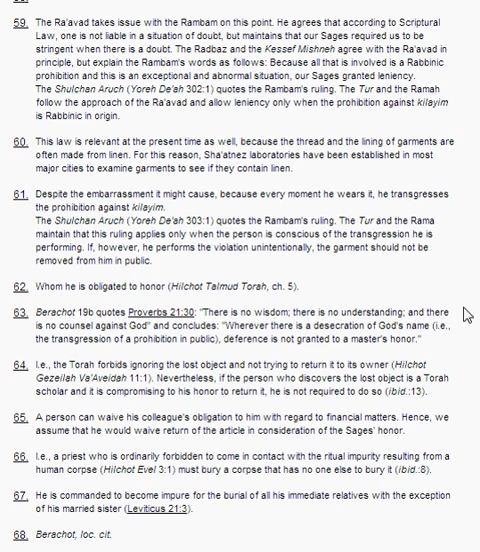 59. The Ra'avad takes issue with the Rambam on this point. He agrees that according to Scriptural
Law, one is not liable in a situation of doubt, but maintains that our Sages required us to be
stringent when there is a doubt. The Radbaz and the Kessef Mishneh agree with the Ra'avad in
principle, but explain the Rambam's words as follows: Because all that is involved is a Rabbinic
prohibition and this is an exceptional and abnormal situation, our Sages granted leniency.
The Shulchan Aruch (Yoreh De'ah 302:1) quotes the Rambam's ruling. The Tur and the Ramah
follow the approach of the Ra'avad and allow leniency only when the prohibition against kilayim
is Rabbinic in origin.
60. This law is relevant at the present time as well, because the thread and the lining of garments are
often made from linen. For this reason, Sha'atnez laboratories have been established in most
major cities to examine garments to see if they contain linen.
61. Despite the embarrassment it might cause, because every moment he wears it, he transgresses
the prohibition against kilayim.
The Shulchan Aruch (Yoreh De'ah 303:1) quotes the Rambam's ruling. The Tur and the Rama
maintain that this ruling applies only when the person is conscious of the transgression he is
performing. If, however, he performs the violation unintentionally, the garment should not be
removed from him in public.
62. Whom he is obligated to honor (Hilchot Talmud Torah, ch. 5).
63. Berachot 19b quotes Proverbs 21:30: "There is no wisdom; there is no understanding; and there
is no counsel against God" and concludes: "Wherever there is a desecration of God's name (i.e.,
the transgression of a prohibition in public), deference is not granted to a master's honor."
64. I.e., the Torah forbids ignoring the lost object and not trying to return it to its owner (Hilchot
Gezeilah Va'Aveidah 11:1). Nevertheless, if the person who discovers the lost object is a Torah
scholar and it is compromising to his honor to return it, he is not required to do so (ibid.:13).
65. A person can waive his colleague's obligation to him with regard to financial matters. Hence, we
assume that he would waive return of the article in consideration of the Sages' honor.
66. I.e., a priest who is ordinarily forbidden to come in contact with the ritual impurity resulting from a
human corpse (Hilchot Evel 3:1) must bury a corpse that has no one else to bury it (ibid.:8).
67. He is commanded to become impure for the burial of all his immediate relatives with the exception
of his married sister (Leviticus 21:3).
68. Berachot, loc. cit.